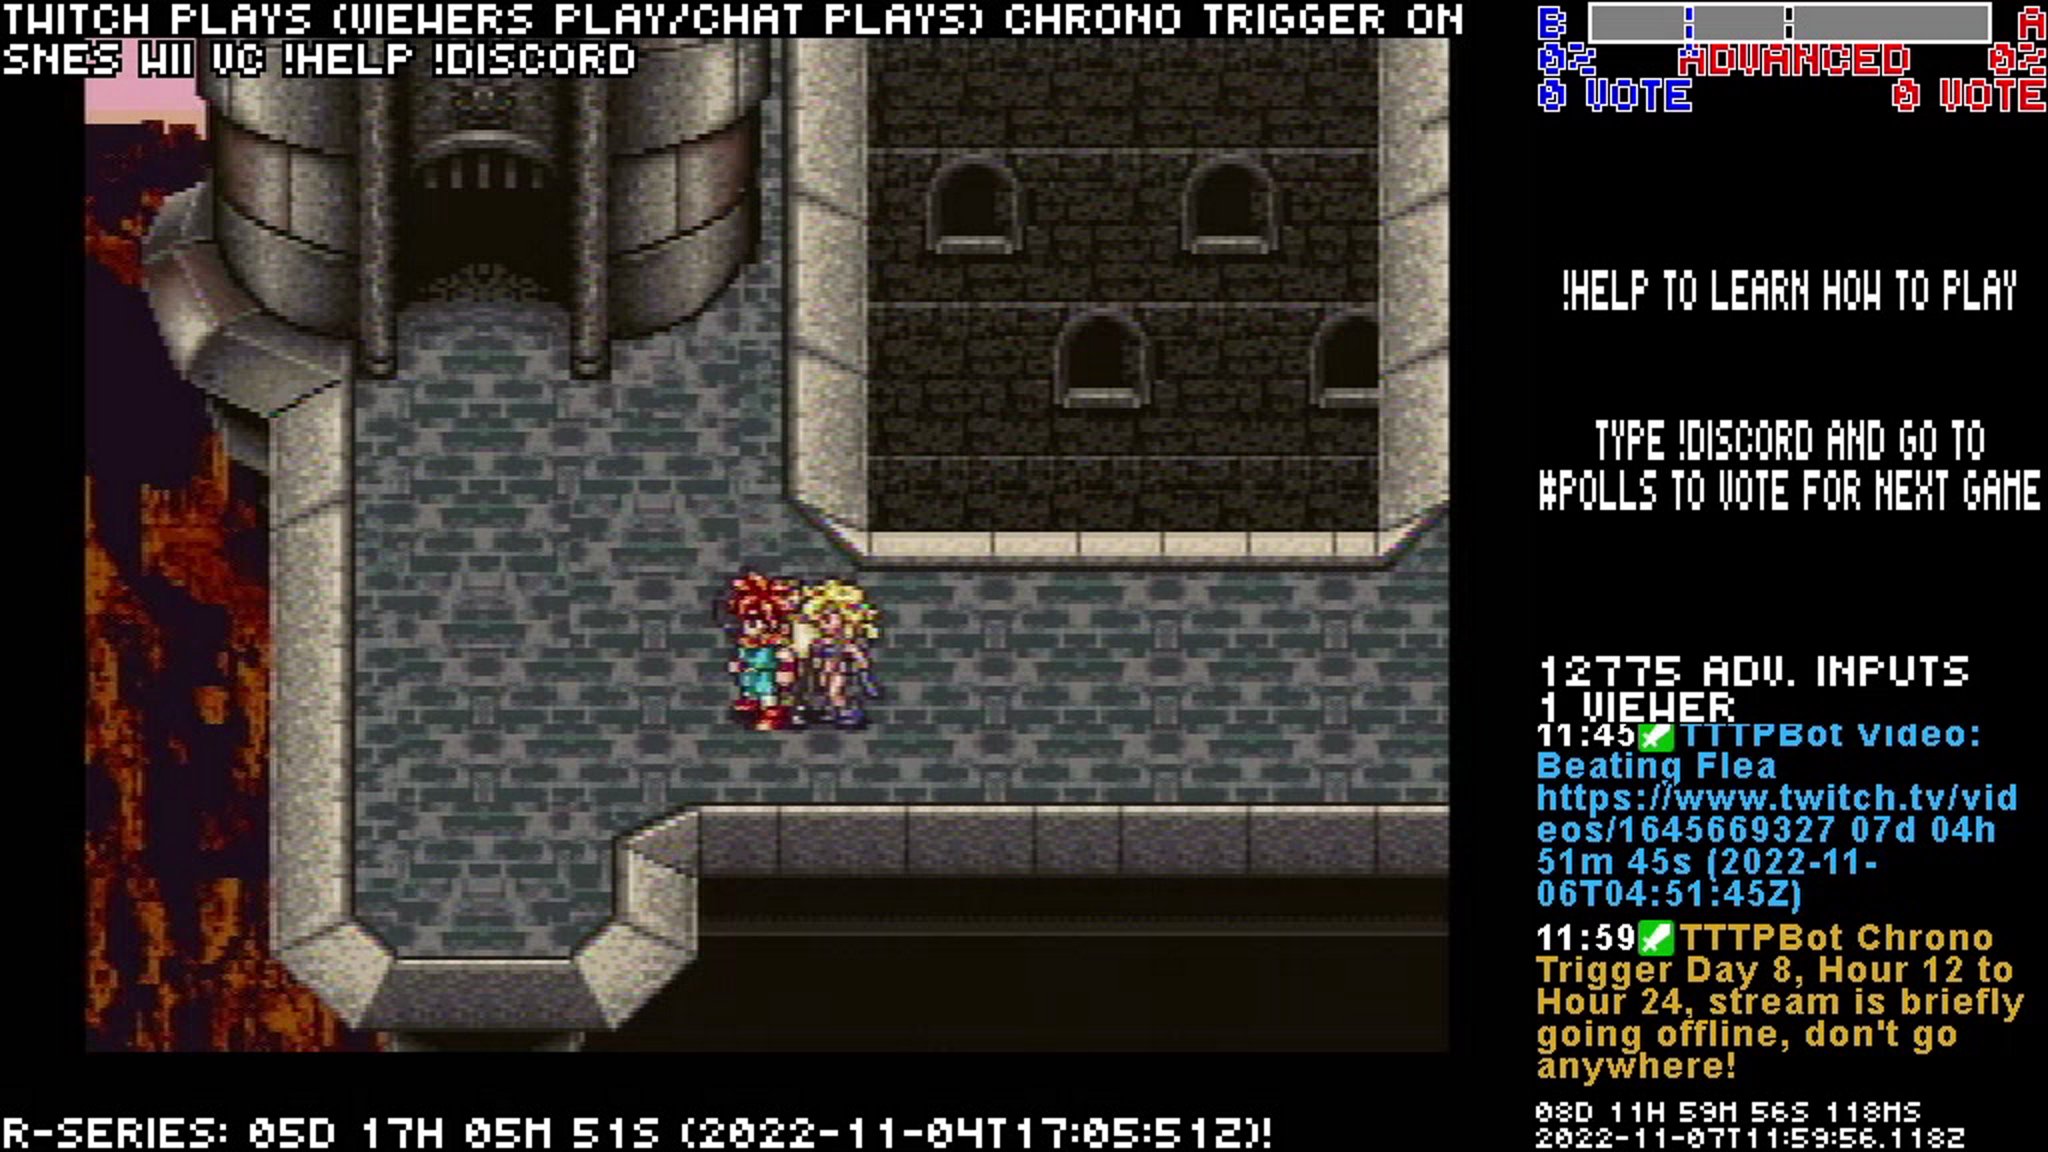 TWITCH PLAYS (VIEWERS PLAY/CHAT PLAYS) CHRONO TRIGGER ON
SNES WII VC !HELP !DISCORD
B A
0% ADVANCED 0%
0 VOTE 0 VOTE
!HELP TO LEARN HOW TO PLAY
TYPE !DISCORD AND GO TO
#POLLS TO VOTE FOR NEXT GAME
12775 ADV. INPUTS
1 VIEWER
11:45 TTTPBot Video:
Beating Flea
https://www.twitch.tv/vid
eos/1645669327 07d 04h
51m 45s (2022-11-
06T04:51:45Z)
11:59 TTTPBot Chrono
Trigger Day 8, Hour 12 to
Hour 24, stream is briefly
going offline, don't go
anywhere!
08D 11H 59M 56S 118MS
2022-11-07T11:59:56.118Z
R-SERIES: 05D 17H 05M 51S (2022-11-04T17:05:51Z)!